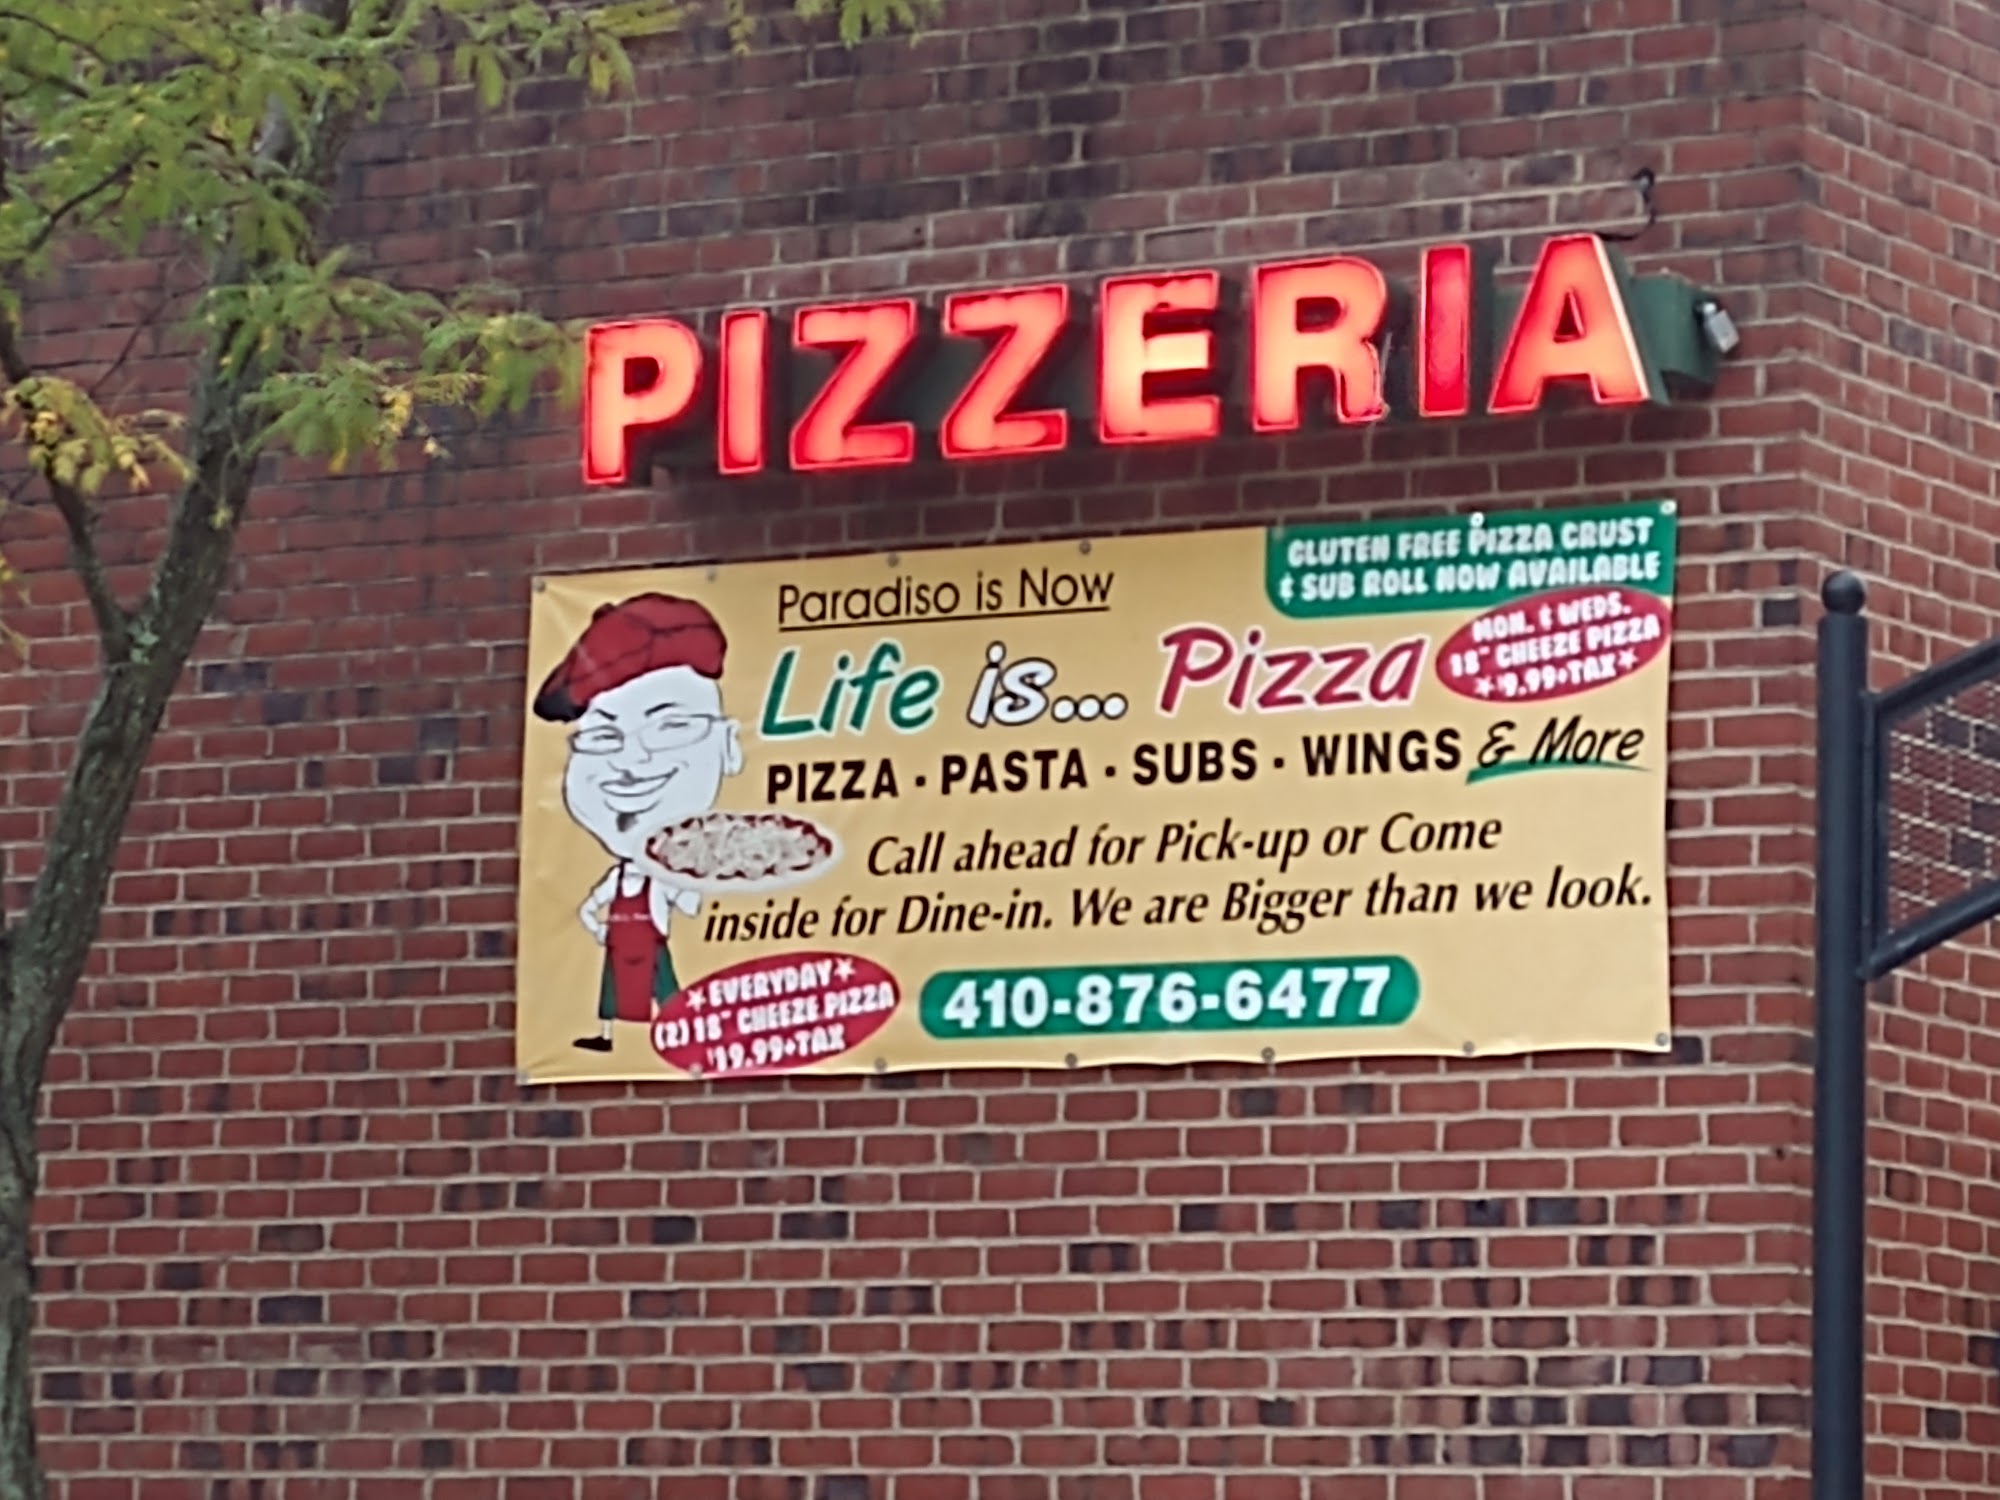 PIZZERIA
GLUTEN FREE PIZZA CRUST
& SUB ROLL NOW AVAILABLE
Paradiso is Now
Life is... Pizza
MON. & WEDS.
18" CHEEZE PIZZA
$9.99+TAX
PIZZA · PASTA · SUBS · WINGS & More
Call ahead for Pick-up or Come
inside for Dine-in. We are Bigger than we look.
EVERYDAY
(2) 18" CHEEZE PIZZA
$19.99+TAX
410-876-6477